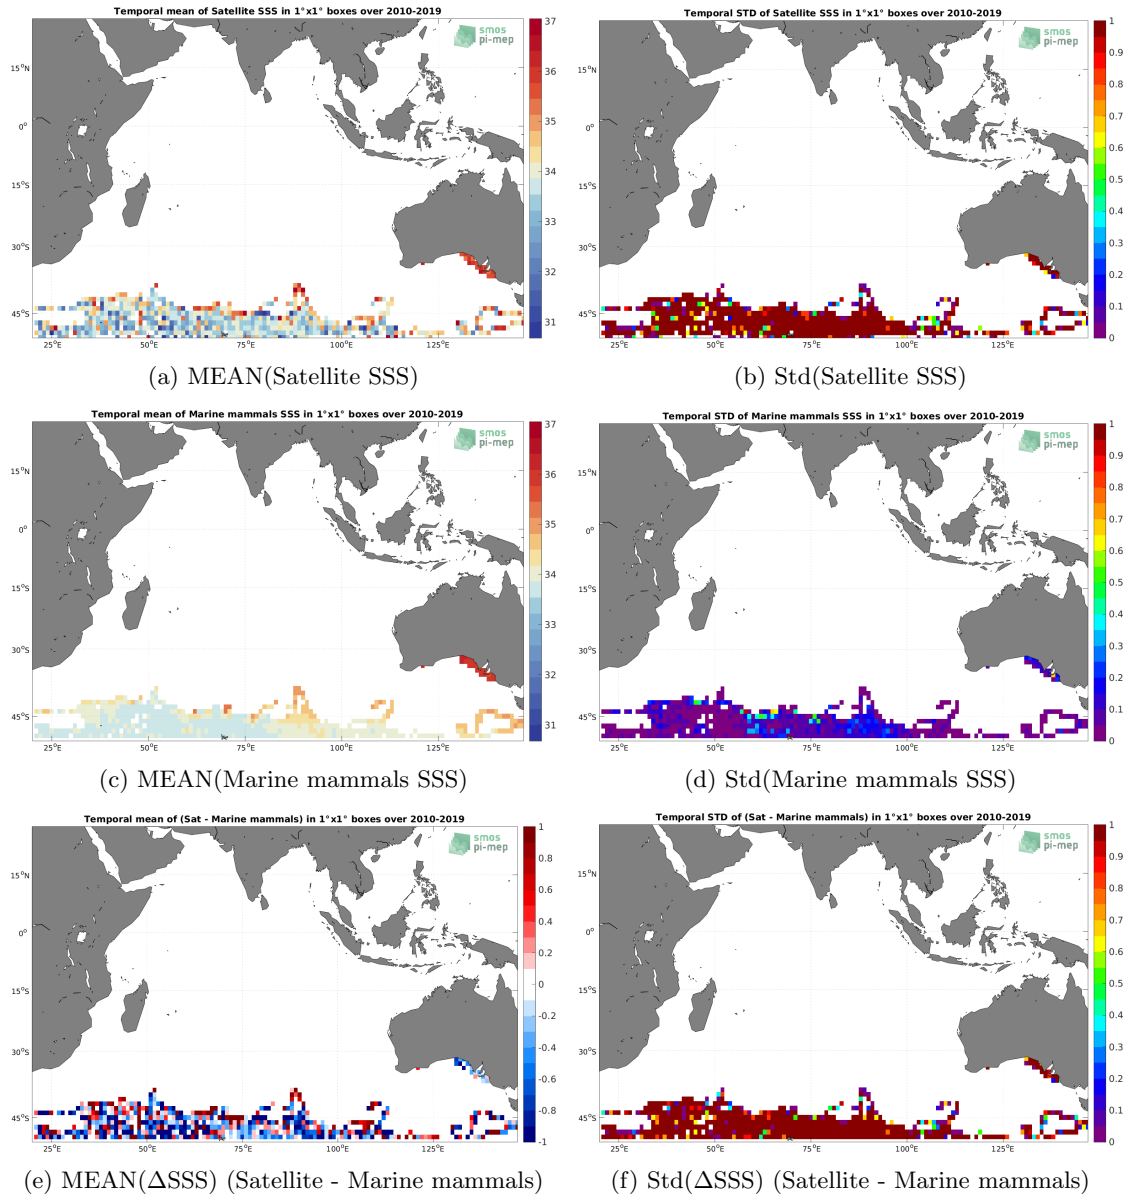 Temporal mean of Satellite SSS in 1°x1° boxes over 2010-2019
smos
pi-mep
15°N
0°
15°S
30°S
45°S
25°E
50°E
75°E
100°E
125°E
37
36
35
34
33
32
31
(a) MEAN(Satellite SSS)
Temporal STD of Satellite SSS in 1°x1° boxes over 2010-2019
smos
pi-mep
15°N
0°
15°S
30°S
45°S
25°E
50°E
75°E
100°E
125°E
1
0.9
0.8
0.7
0.6
0.5
0.4
0.3
0.2
0.1
0
(b) Std(Satellite SSS)
Temporal mean of Marine mammals SSS in 1°x1° boxes over 2010-2019
smos
pi-mep
15°N
0°
15°S
30°S
45°S
25°E
50°E
75°E
100°E
125°E
37
36
35
34
33
32
31
(c) MEAN(Marine mammals SSS)
Temporal STD of Marine mammals SSS in 1°x1° boxes over 2010-2019
smos
pi-mep
15°N
0°
15°S
30°S
45°S
25°E
50°E
75°E
100°E
125°E
1
0.9
0.8
0.7
0.6
0.5
0.4
0.3
0.2
0.1
0
(d) Std(Marine mammals SSS)
Temporal mean of (Sat - Marine mammals) in 1°x1° boxes over 2010-2019
smos
pi-mep
15°N
0°
15°S
30°S
45°S
25°E
50°E
75°E
100°E
125°E
1
0.8
0.6
0.4
0.2
0
-0.2
-0.4
-0.6
-0.8
-1
(e) MEAN(ΔSSS) (Satellite - Marine mammals)
Temporal STD of (Sat - Marine mammals) in 1°x1° boxes over 2010-2019
smos
pi-mep
15°N
0°
15°S
30°S
45°S
25°E
50°E
75°E
100°E
125°E
1
0.9
0.8
0.7
0.6
0.5
0.4
0.3
0.2
0.1
0
(f) Std(ΔSSS) (Satellite - Marine mammals)